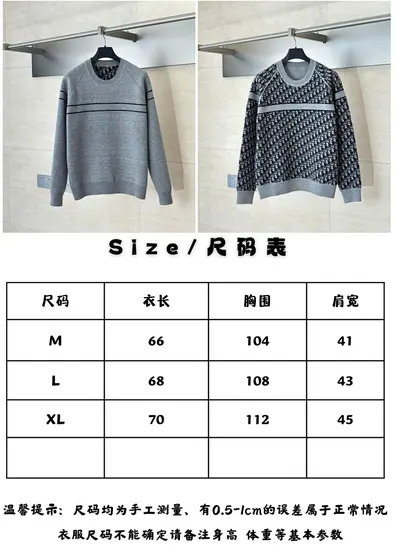 Size/尺码表
尺码 衣长 胸围 肩宽
M 66 104 41
L 68 108 43
XL 70 112 45
温馨提示：尺码均为手工测量、有0.5-1cm的误差属于正常情况
衣服尺码不能确定请备注身高 体重等基本参数